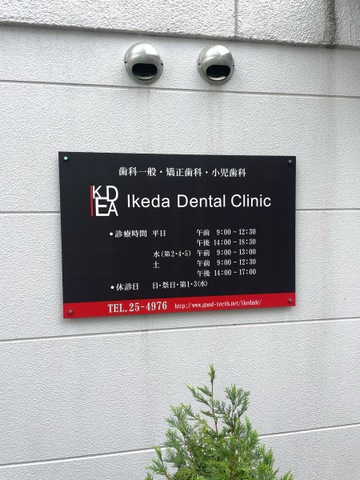 歯科一般・矯正歯科・小児歯科
IKEDA Ikeda Dental Clinic
・診療時間 平日 午前 9:00～12:30
午後 14:00～18:30
水(第2・4・5) 午前 9:00～13:00
土 午前 9:00～12:30
午後 14:00～17:00
・休診日 日・祭日・第1・3(水)
TEL.25-4976 http://www.good-teeth.net/ikedadc/